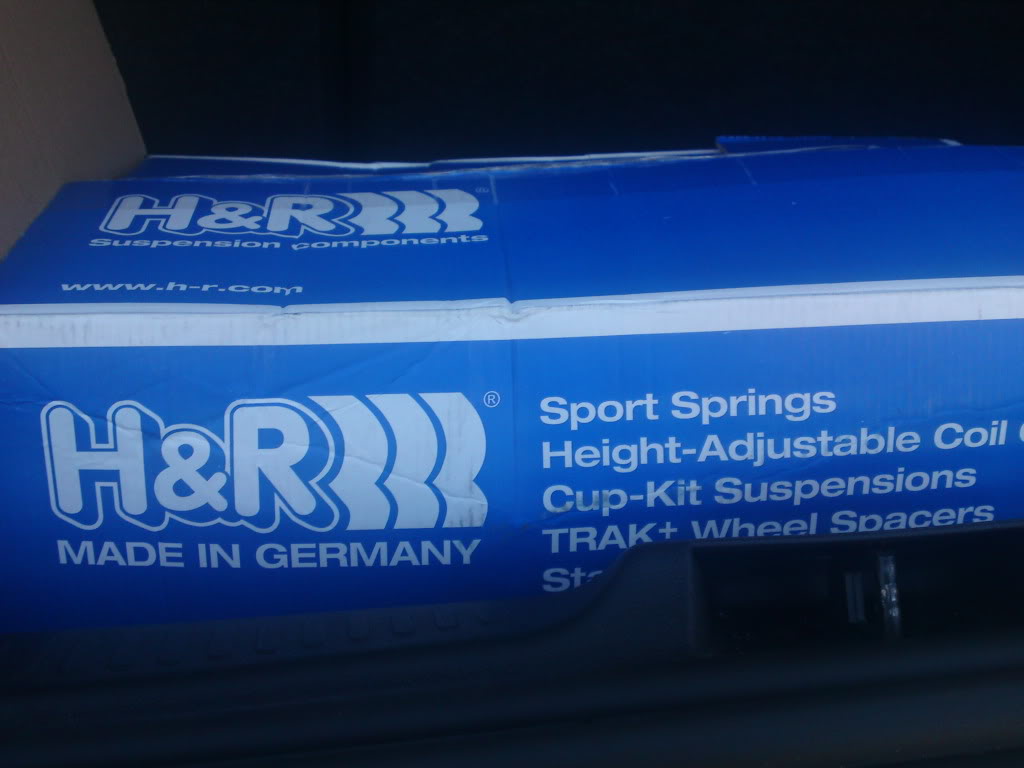 H&R®
Suspension components
www.h-r.com
H&R®
MADE IN GERMANY
Sport Springs
Height-Adjustable Coil
Cup-Kit Suspensions
TRAK+ Wheel Spacers